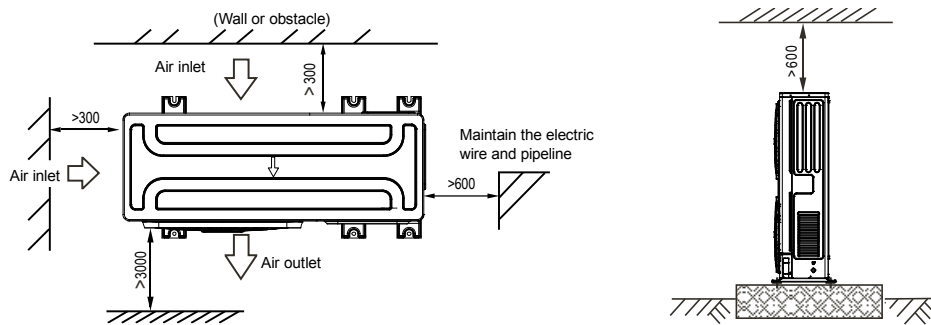 (Wall or obstacle)
Air inlet
>300
>600
>300
Maintain the electric
wire and pipeline
Air inlet
>600
>3000
Air outlet